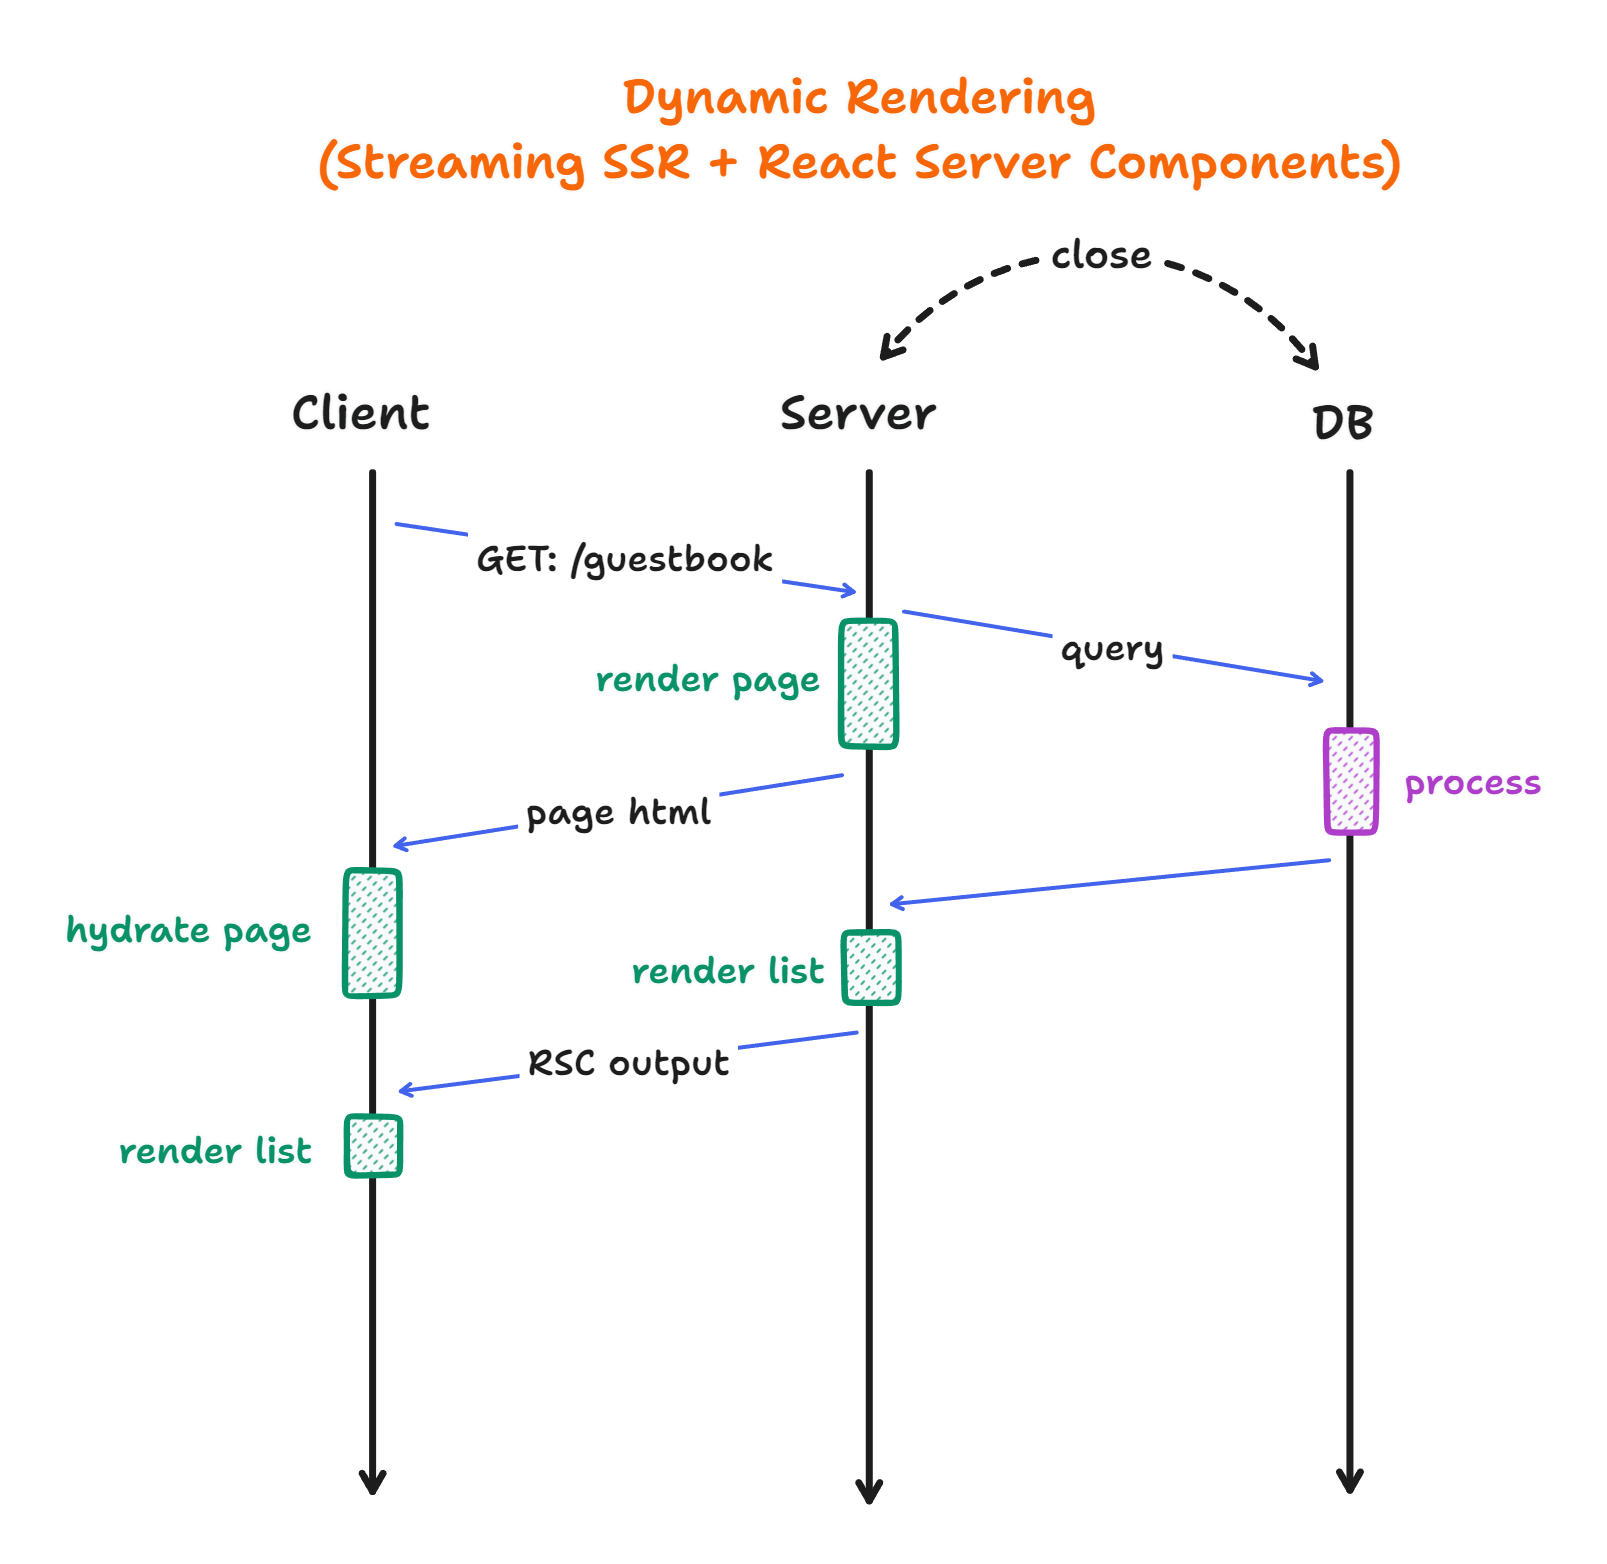 Dynamic Rendering
(Streaming SSR + React Server Components)
close
Client
Server
DB
GET: /guestbook
query
render page
process
page html
hydrate page
render list
RSC output
render list